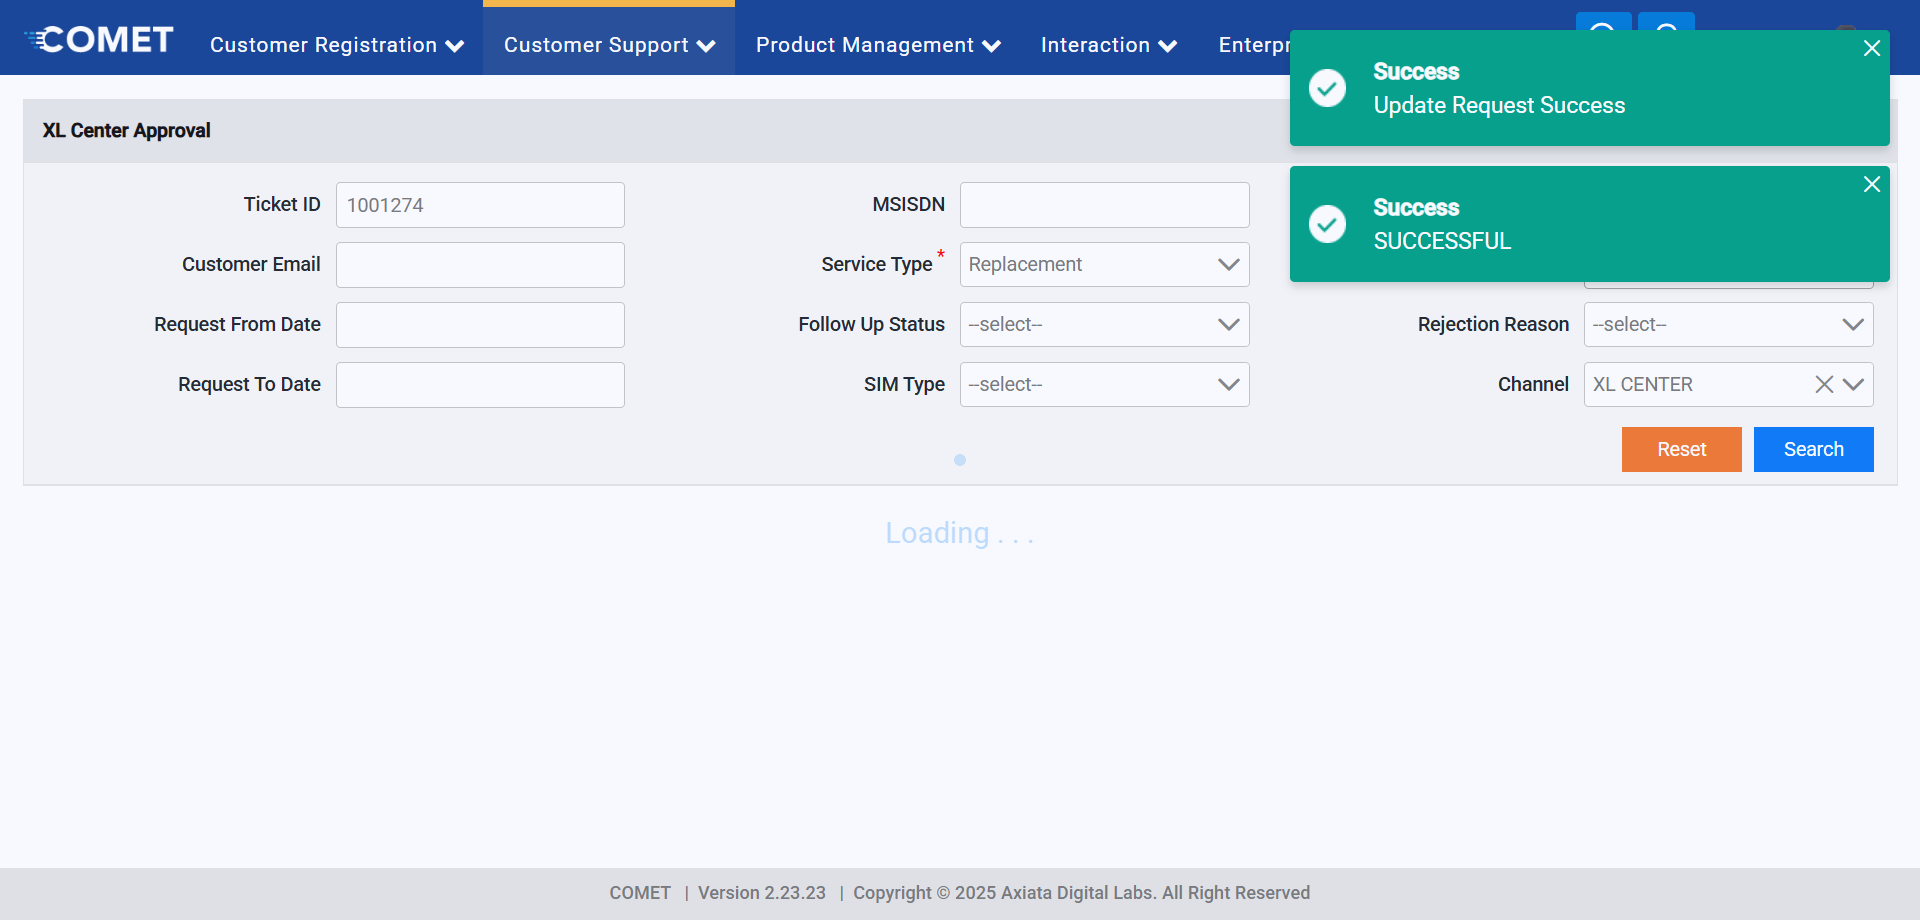 COMET
Customer Registration
Customer Support
Product Management
Interaction
Success
Update Request Success
Success
SUCCESSFUL
XL Center Approval
Ticket ID
1001274
MSISDN
Customer Email
Service Type *
Replacement
Request From Date
Follow Up Status
--select--
Rejection Reason
--select--
Request To Date
SIM Type
--select--
Channel
XL CENTER
Reset
Search
Loading . . .
COMET | Version 2.23.23 | Copyright © 2025 Axiata Digital Labs. All Right Reserved